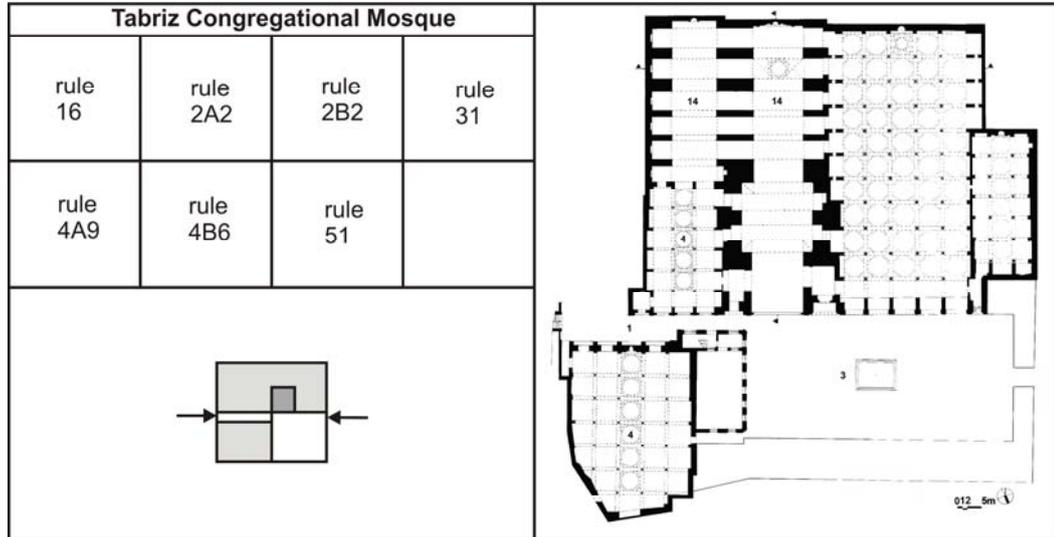 Tabriz Congregational Mosque
rule
16
rule
2A2
rule
2B2
rule
31
rule
4A9
rule
4B6
rule
51
14
14
4
1
3
4
012 5m